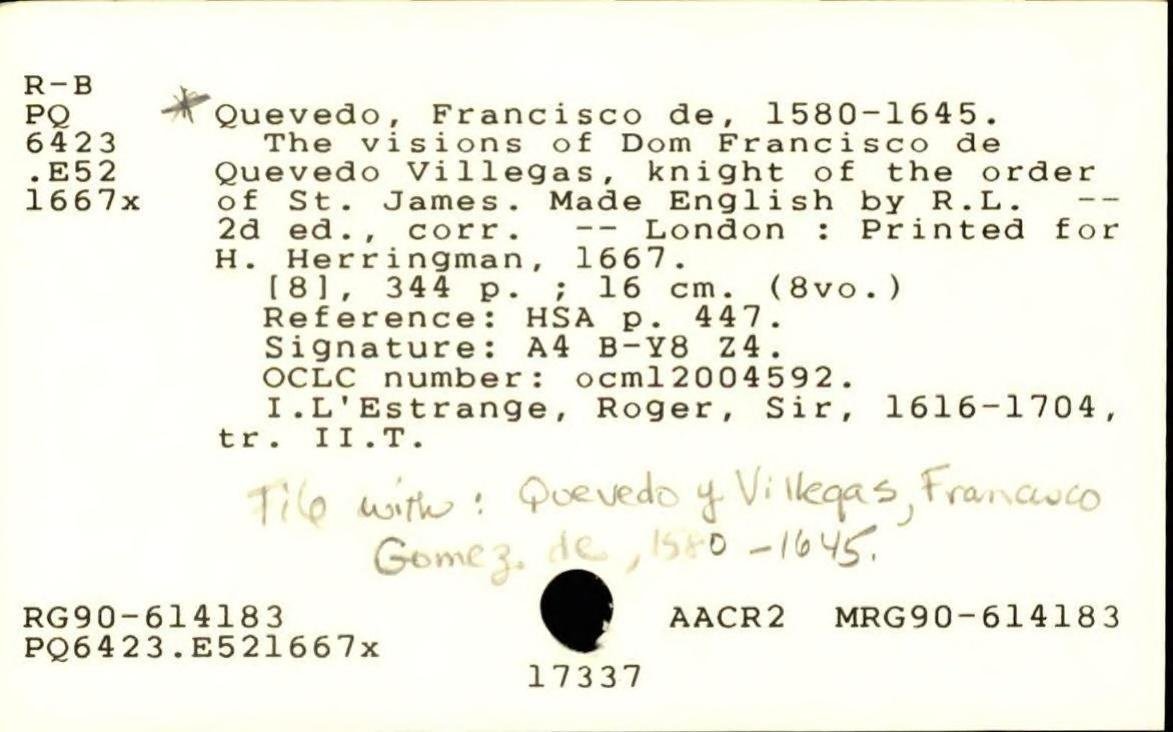 R-B
PQ
6423
.E52
1667x
* Quevedo, Francisco de, 1580-1645.
The visions of Dom Francisco de
Quevedo Villegas, knight of the order
of St. James. Made English by R.L. --
2d ed., corr. -- London : Printed for
H. Herringman, 1667.
[8], 344 p. ; 16 cm. (8vo.)
Reference: HSA p. 447.
Signature: A4 B-Y8 Z4.
OCLC number: ocm12004592.
I.L'Estrange, Roger, Sir, 1616-1704,
tr. II.T.
File with: Quevedo y Villegas, Francisco
Gomez. de, 1580-1645.
RG90-614183 AACR2 MRG90-614183
PQ6423.E521667x
17337